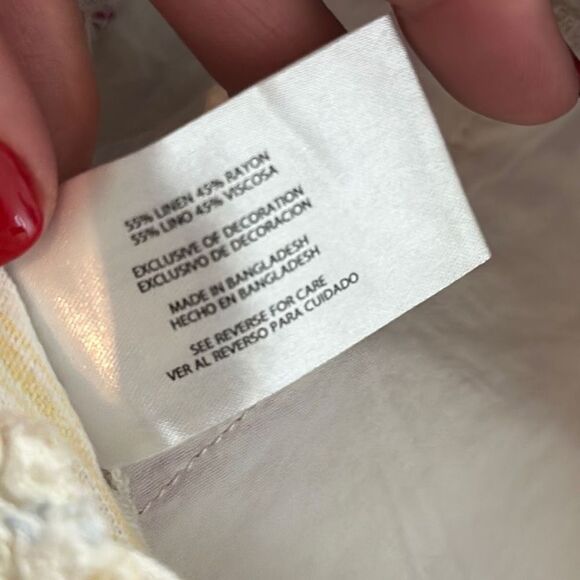 55% LINEN 45% RAYON
55% LINO 45% VISCOSA
EXCLUSIVE OF DECORATION
EXCLUSIVO DE DECORACION
MADE IN BANGLADESH
HECHO EN BANGLADESH
SEE REVERSE FOR CARE
VER AL REVERSO PARA CUIDADO